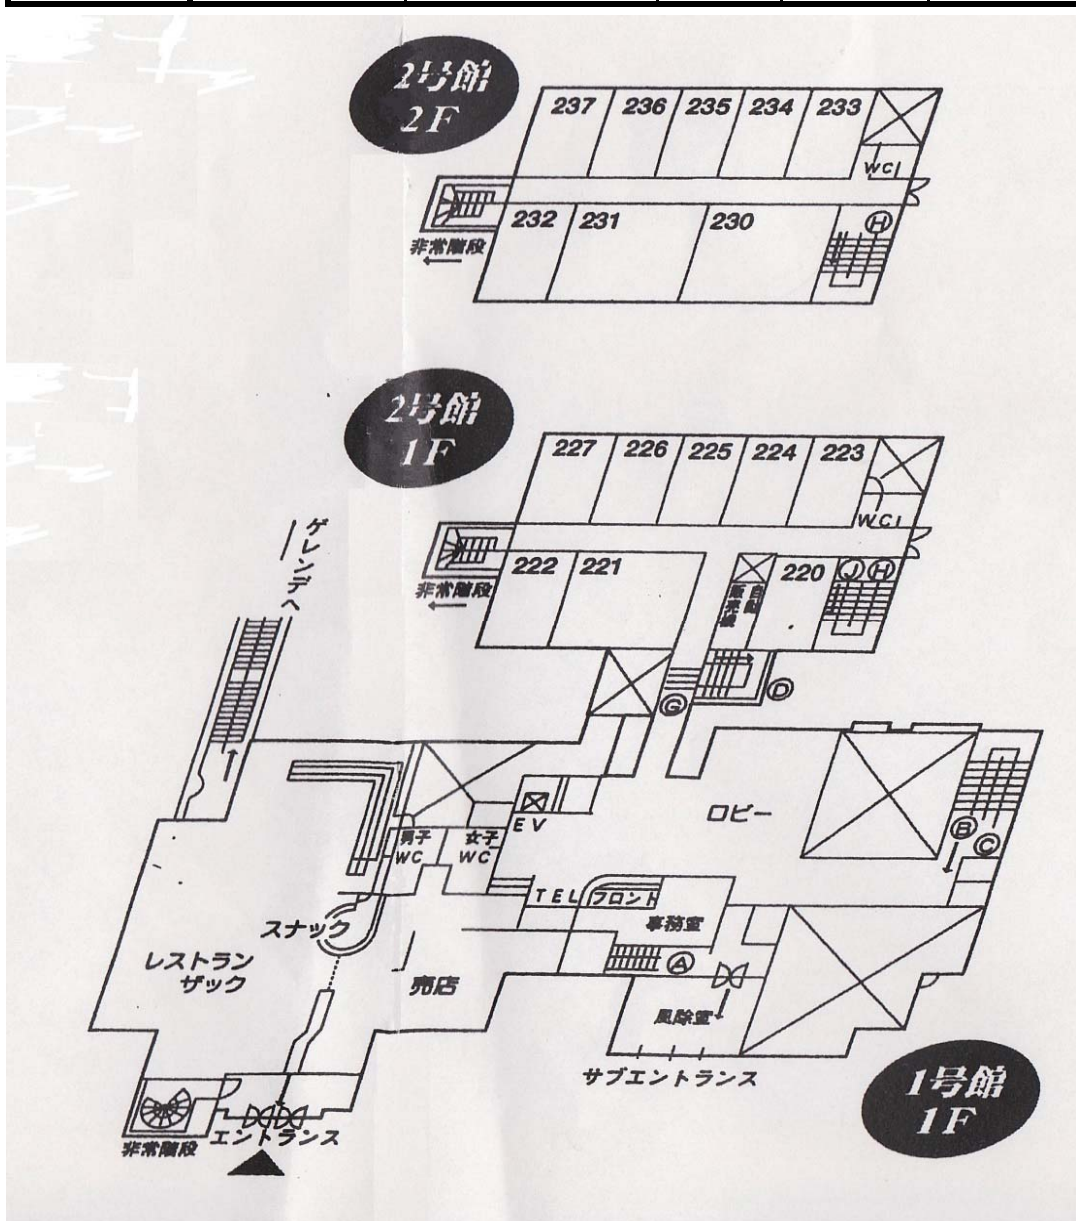 2号館
2F
237 236 235 234 233
WC
232 231 230 H
非常階段
2号館
1F
227 226 225 224 223
WC
222 221 220 J H
自動
販売機
非常階段
ゲレンデへ
G D
ロビー
EV
男子
WC
女子
WC
B C
TEL フロント
事務室
スナック
A
レストラン
ザック
売店
風除室
サブエントランス
1号館
1F
エントランス
非常階段